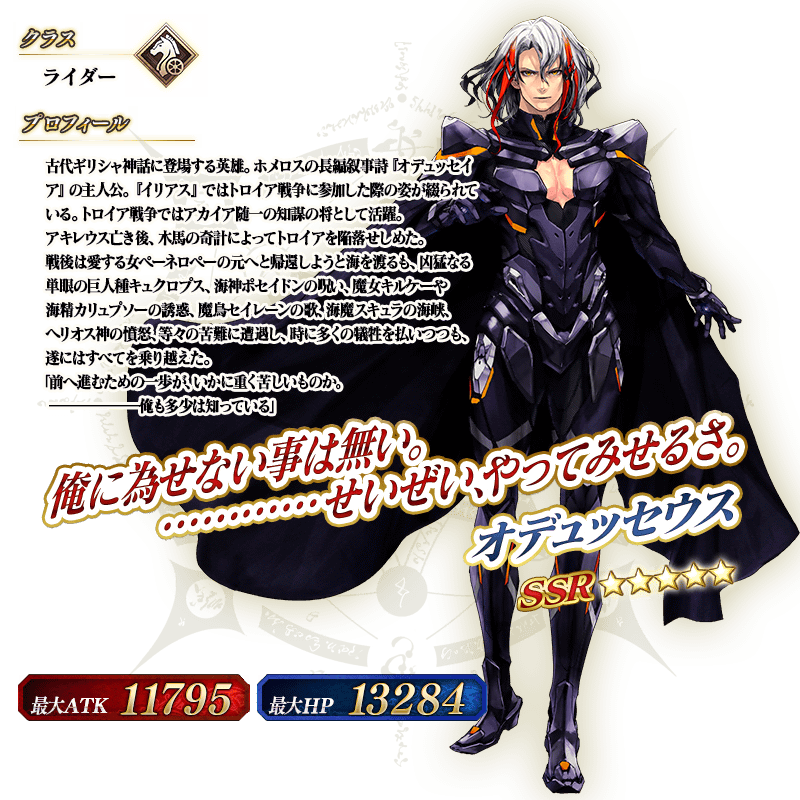 クラス
ライダー
プロフィール
古代ギリシャ神話に登場する英雄。ホメロスの長編叙事詩『オデュッセイ
ア』の主人公。『イリアス』ではトロイア戦争に参加した際の姿が綴られて
いる。トロイア戦争ではアカイア随一の知謀の将として活躍。
アキレウス亡き後、木馬の奇計によってトロイアを陥落せしめた。
戦後は愛する女ペーネロペーの元へと帰還しようと海を渡るも、凶猛なる
単眼の巨人種キュクロプス、海神ポセイドンの呪い、魔女キルケーや
海精カリュプソーの誘惑、魔鳥セイレーンの歌、海魔スキュラの海峡、
ヘリオス神の憤怒、等々の苦難に遭遇し、時に多くの犠牲を払いつつも、
遂にはすべてを乗り越えた。
「前へ進むための一歩が、いかに重く苦しいものか。
――――――俺も多少は知っている」
俺に為せない事は無い。
…………せいぜい、やってみせるさ。
オデュッセウス
SSR ☆☆☆☆☆
最大ATK 11795
最大HP 13284